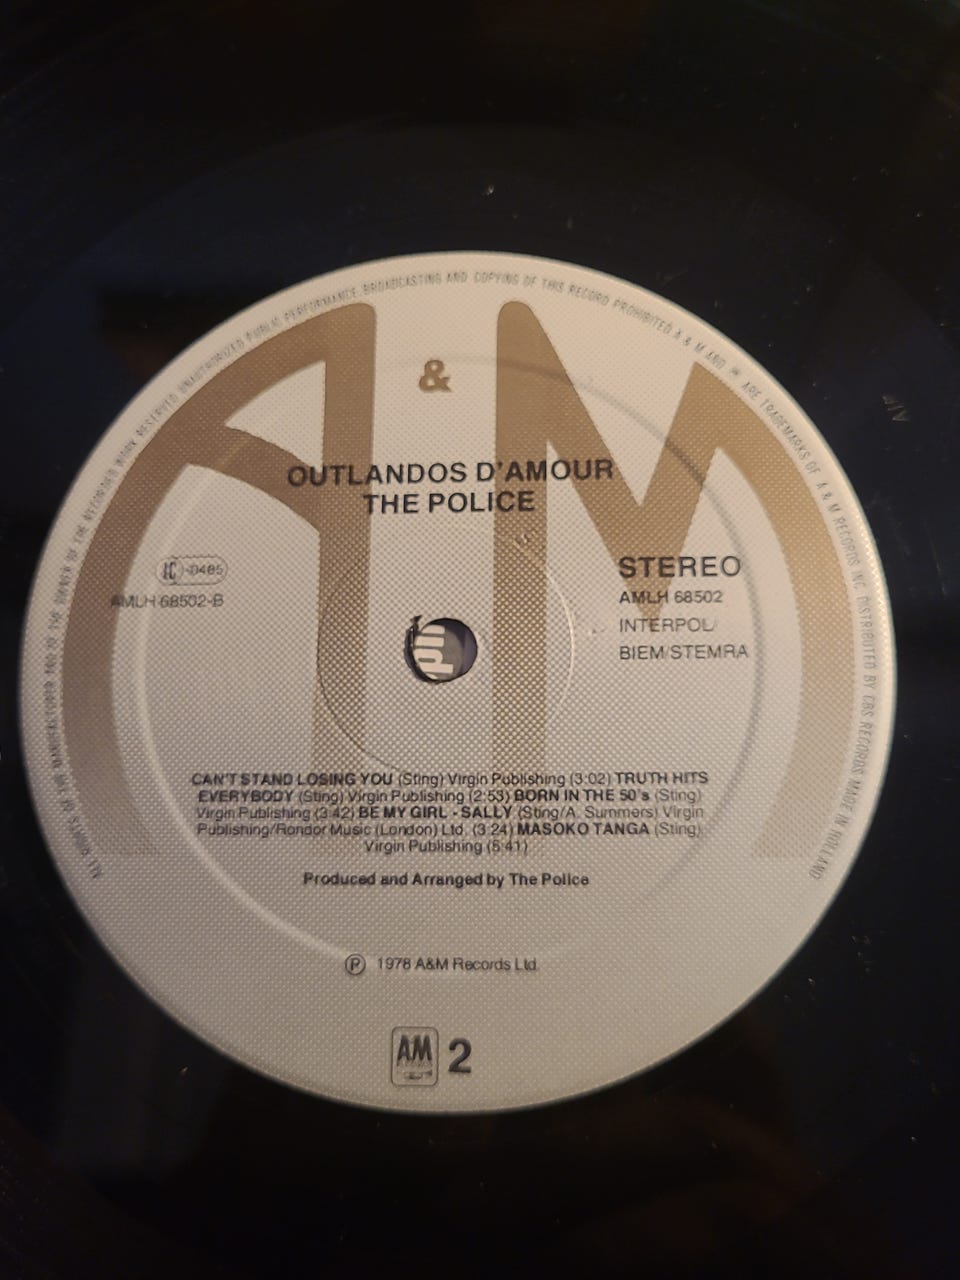 ALL RIGHTS OF THE MANUFACTURER AND OF THE OWNER OF THE RECORDED WORK RESERVED UNAUTHORIZED PUBLIC PERFORMANCE BROADCASTING AND COPYING OF THIS RECORD PROHIBITED A & M AND ® ARE TRADEMARKS OF A & M RECORDS INC. DISTRIBUTED BY CBS RECORDS MADE IN HOLLAND
A & M
OUTLANDOS D'AMOUR
THE POLICE
LC -0485
AMLH 68502-B
STEREO
AMLH 68502
INTERPOL/
BIEM/STEMRA
CAN'T STAND LOSING YOU (Sting) Virgin Publishing (3:02) TRUTH HITS
EVERYBODY (Sting) Virgin Publishing (2:53) BORN IN THE 50's (Sting)
Virgin Publishing (3:42) BE MY GIRL - SALLY (Sting/A. Summers) Virgin
Publishing/Rondor Music (London) Ltd. (3:24) MASOKO TANGA (Sting)
Virgin Publishing (5:41)
Produced and Arranged by The Police
℗ 1978 A&M Records Ltd.
AM 2